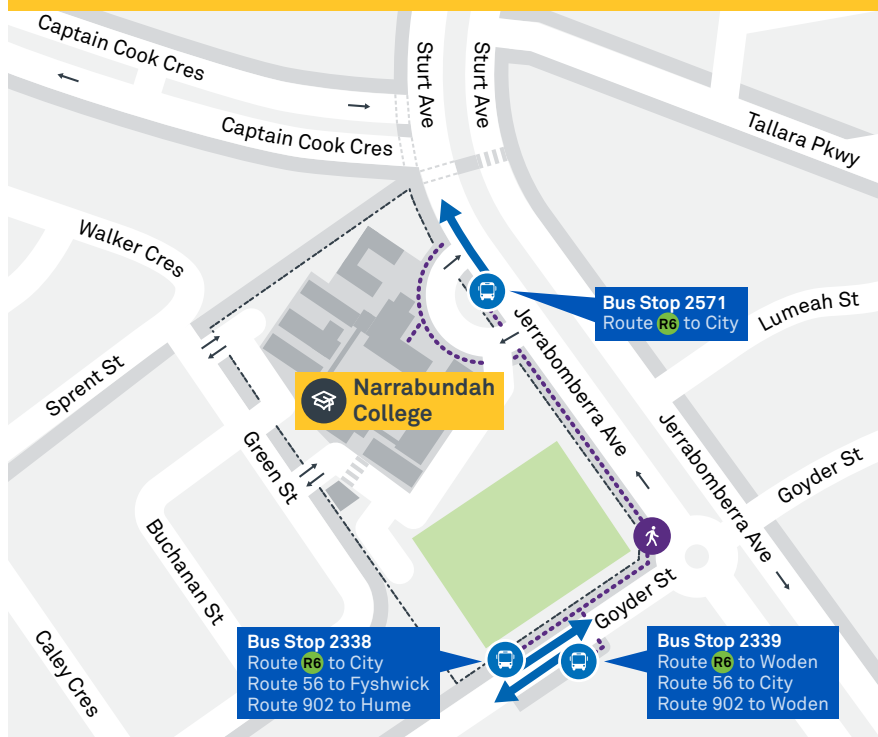 Captain Cook Cres
Sturt Ave
Sturt Ave
Captain Cook Cres
Tallara Pkwy
Walker Cres
Bus Stop 2571
Route R6 to City
Lumeah St
Jerrabomberra Ave
Sprent St
Narrabundah
College
Green St
Jerrabomberra Ave
Goyder St
Buchanan St
Goyder St
Caley Cres
Bus Stop 2338
Route R6 to City
Route 56 to Fyshwick
Route 902 to Hume
Bus Stop 2339
Route R6 to Woden
Route 56 to City
Route 902 to Woden